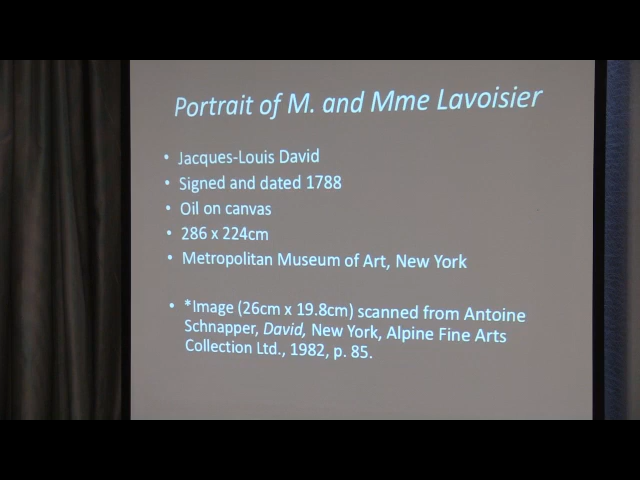 Portrait of M. and Mme Lavoisier
• Jacques-Louis David
• Signed and dated 1788
• Oil on canvas
• 286 x 224cm
• Metropolitan Museum of Art, New York
• *Image (26cm x 19.8cm) scanned from Antoine
Schnapper, David, New York, Alpine Fine Arts
Collection Ltd., 1982, p. 85.